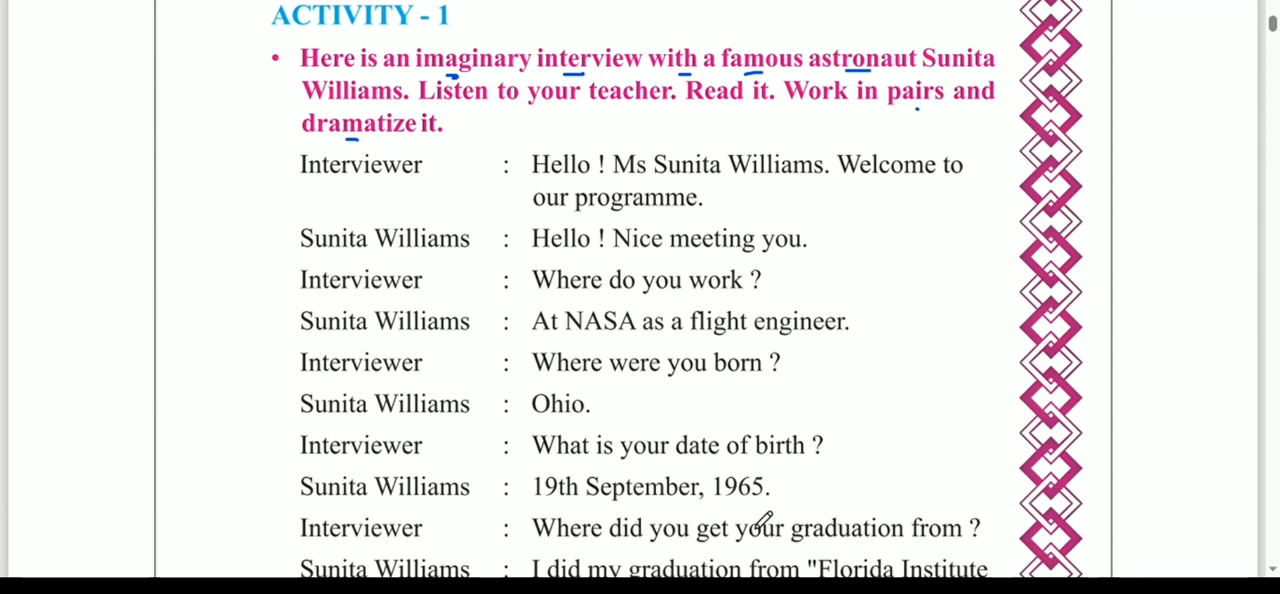 ACTIVITY - 1
• Here is an imaginary interview with a famous astronaut Sunita
Williams. Listen to your teacher. Read it. Work in pairs and
dramatize it.
Interviewer : Hello ! Ms Sunita Williams. Welcome to
our programme.
Sunita Williams : Hello ! Nice meeting you.
Interviewer : Where do you work ?
Sunita Williams : At NASA as a flight engineer.
Interviewer : Where were you born ?
Sunita Williams : Ohio.
Interviewer : What is your date of birth ?
Sunita Williams : 19th September, 1965.
Interviewer : Where did you get your graduation from ?
Sunita Williams : I did my graduation from "Florida Institute